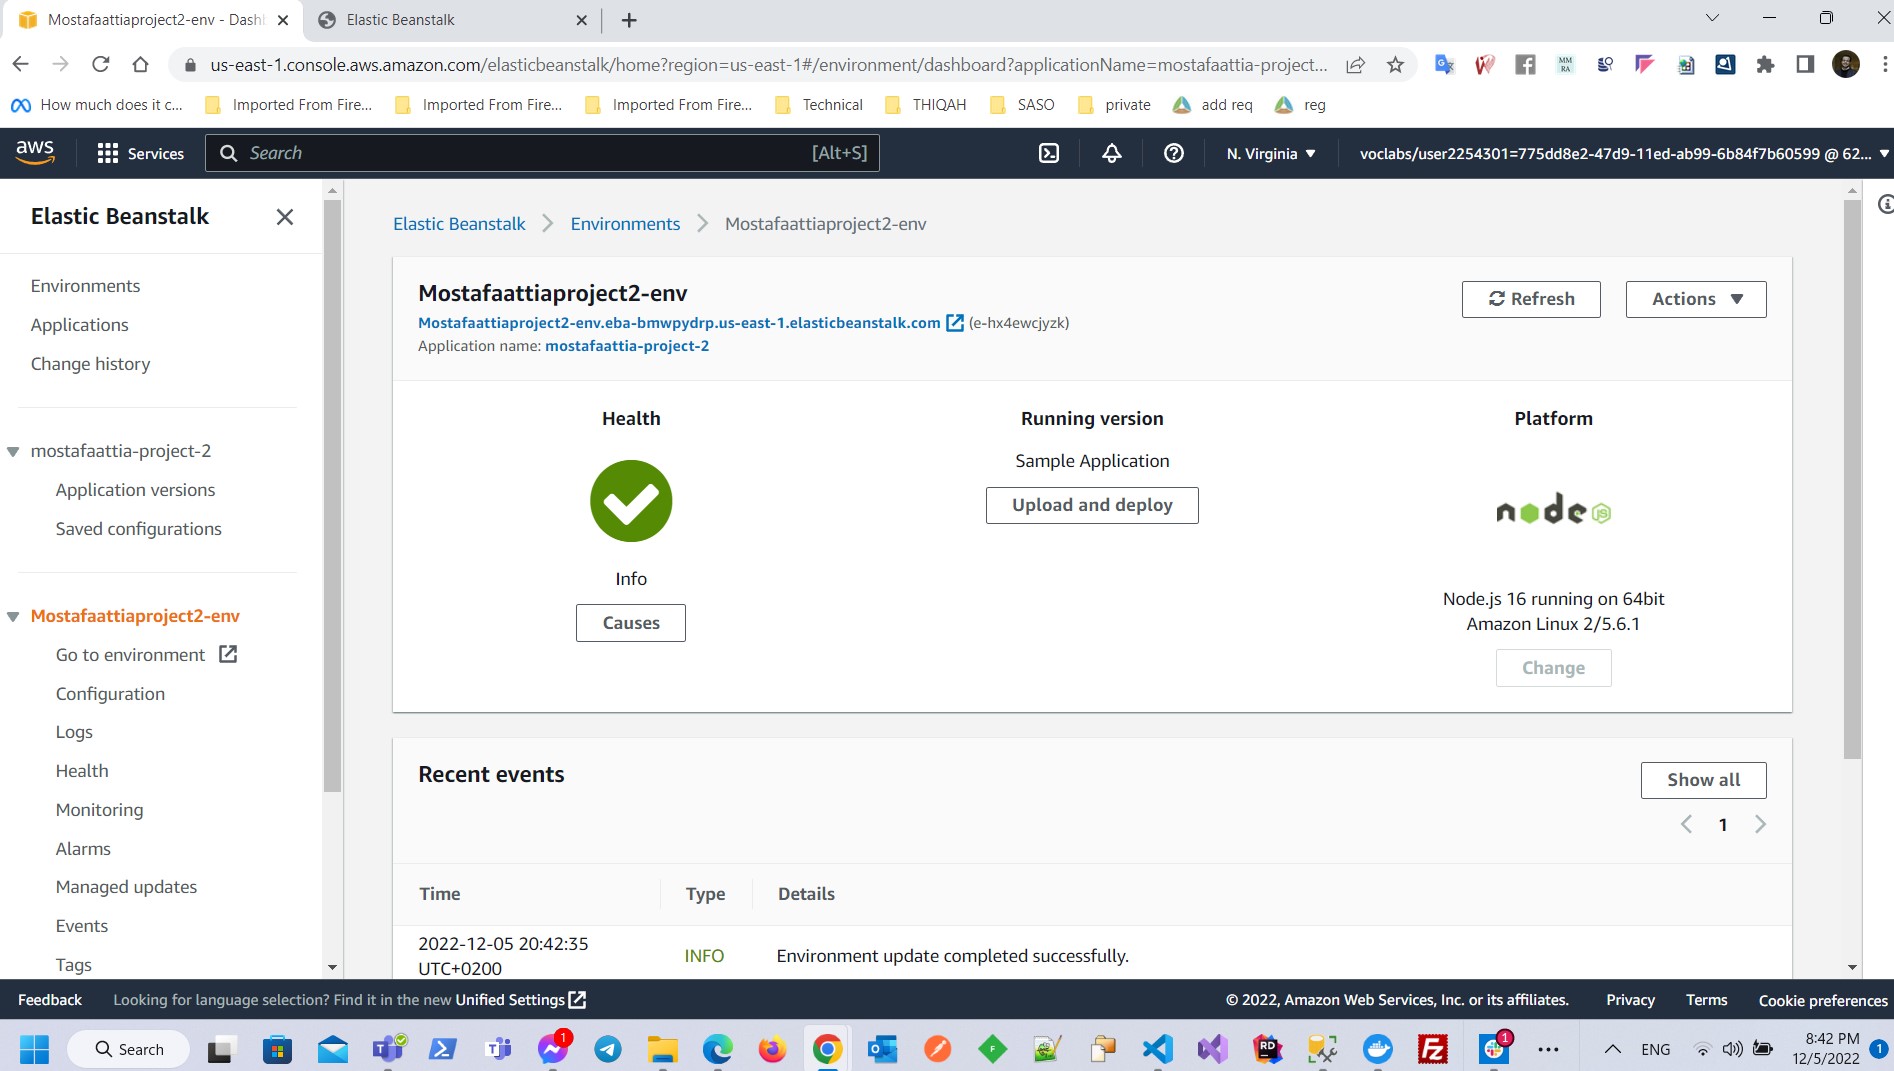 Mostafaattiaproject2-env - Dash
Elastic Beanstalk
us-east-1.console.aws.amazon.com/elasticbeanstalk/home?region=us-east-1#/environment/dashboard?applicationName=mostafaattia-project...
How much does it c...
Imported From Fire...
Imported From Fire...
Imported From Fire...
Technical
THIQAH
SASO
private
add req
reg
aws
Services
Search
[Alt+S]
N. Virginia
voclabs/user2254301=775dd8e2-47d9-11ed-ab99-6b84f7b60599 @ 62...
Elastic Beanstalk
Environments
Applications
Change history
mostafaattia-project-2
Application versions
Saved configurations
Mostafaattiaproject2-env
Go to environment
Configuration
Logs
Health
Monitoring
Alarms
Managed updates
Events
Tags
Elastic Beanstalk
Environments
Mostafaattiaproject2-env
Mostafaattiaproject2-env
Mostafaattiaproject2-env.eba-bmwpydrp.us-east-1.elasticbeanstalk.com (e-hx4ewcjyzk)
Application name: mostafaattia-project-2
Refresh
Actions
Health
Info
Causes
Running version
Sample Application
Upload and deploy
Platform
node JS
Node.js 16 running on 64bit
Amazon Linux 2/5.6.1
Change
Recent events
Show all
1
Time
Type
Details
2022-12-05 20:42:35
UTC+0200
INFO
Environment update completed successfully.
Feedback
Looking for language selection? Find it in the new Unified Settings
© 2022, Amazon Web Services, Inc. or its affiliates.
Privacy
Terms
Cookie preferences
Search
1
RD
1
ENG
8:42 PM
12/5/2022
1